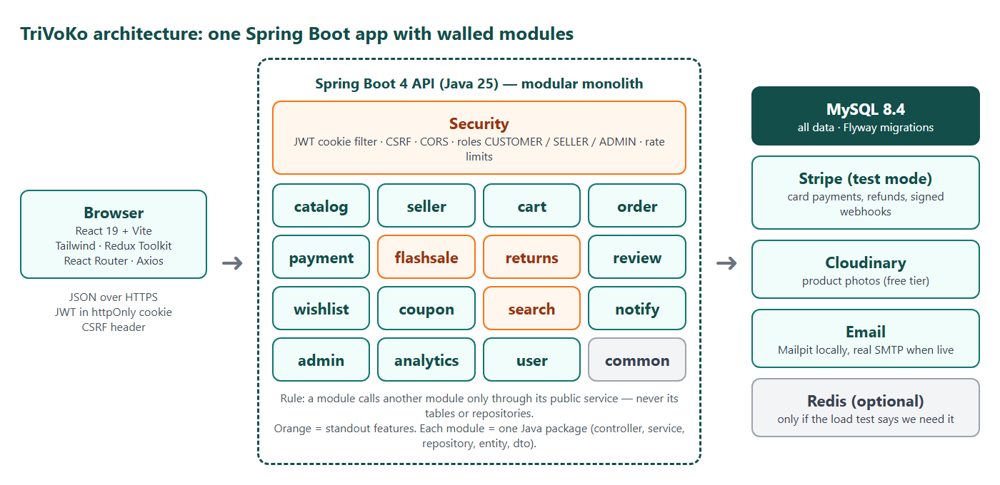 TriVoKo architecture: one Spring Boot app with walled modules
Browser
React 19 + Vite
Tailwind · Redux Toolkit
React Router · Axios
JSON over HTTPS
JWT in httpOnly cookie
CSRF header
➜
Spring Boot 4 API (Java 25) — modular monolith
Security
JWT cookie filter · CSRF · CORS · roles CUSTOMER / SELLER / ADMIN · rate
limits
catalog
seller
cart
order
payment
flashsale
returns
review
wishlist
coupon
search
notify
admin
analytics
user
common
Rule: a module calls another module only through its public service — never its
tables or repositories.
Orange = standout features. Each module = one Java package (controller, service,
repository, entity, dto).
➜
MySQL 8.4
all data · Flyway migrations
Stripe (test mode)
card payments, refunds, signed
webhooks
Cloudinary
product photos (free tier)
Email
Mailpit locally, real SMTP when live
Redis (optional)
only if the load test says we need it